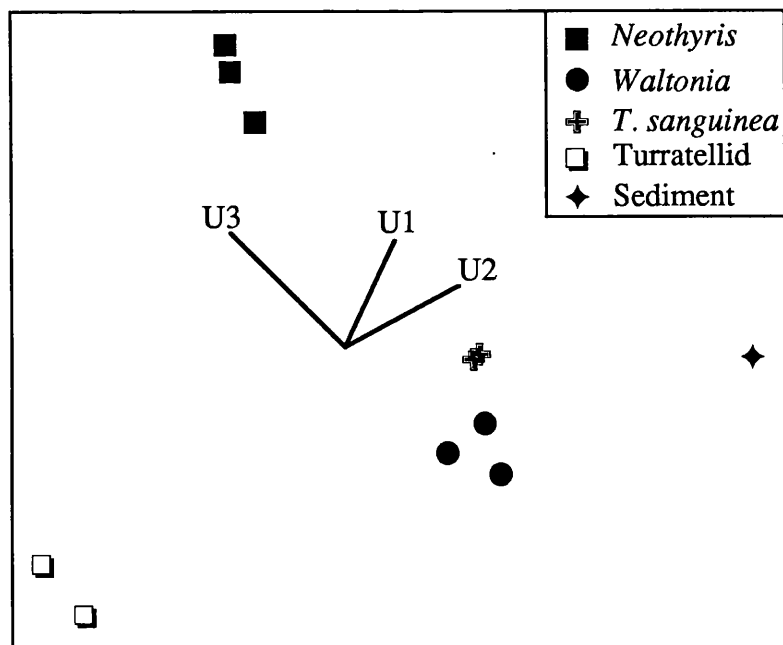 Neothyris
Waltonia
T. sanguinea
Turratellid
Sediment
U3
U1
U2